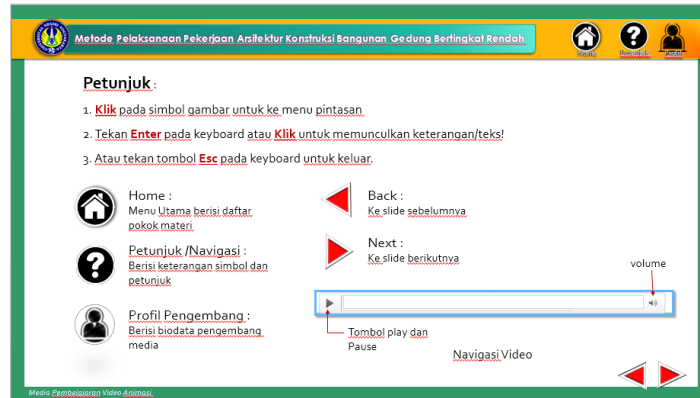 Metode Pelaksanaan Pekerjaan Arsitektur Konstruksi Bangunan Gedung Bertingkat Rendah
Home
Petunjuk
Profil
Petunjuk :
1. Klik pada simbol gambar untuk ke menu pintasan
2. Tekan Enter pada keyboard atau Klik untuk memunculkan keterangan/teks!
3. Atau tekan tombol Esc pada keyboard untuk keluar.
Home :
Menu Utama berisi daftar
pokok materi
Petunjuk /Navigasi :
Berisi keterangan simbol dan
petunjuk
Profil Pengembang :
Berisi biodata pengembang
media
Back :
Ke slide sebelumnya
Next :
Ke slide berikutnya
volume
Tombol play dan
Pause
Navigasi Video
Media Pembelajaran Video Animasi